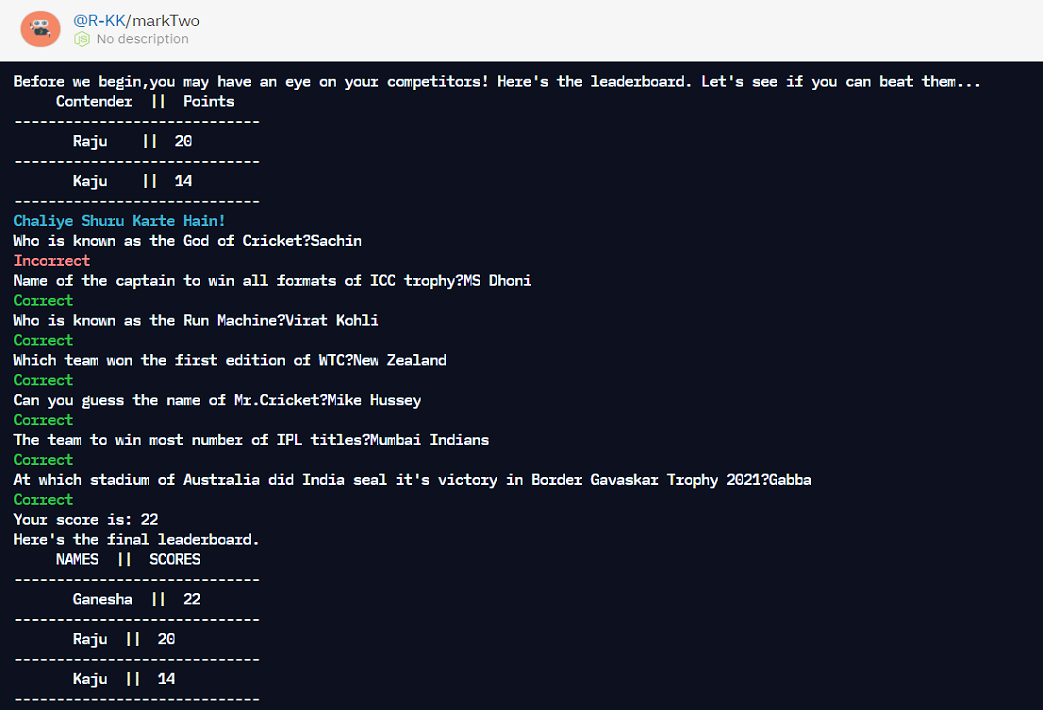 @R-KK/markTwo
JS No description
Before we begin,you may have an eye on your competitors! Here's the leaderboard. Let's see if you can beat them...
Contender || Points
-----------------------------
Raju || 20
-----------------------------
Kaju || 14
-----------------------------
Chaliye Shuru Karte Hain!
Who is known as the God of Cricket?Sachin
Incorrect
Name of the captain to win all formats of ICC trophy?MS Dhoni
Correct
Who is known as the Run Machine?Virat Kohli
Correct
Which team won the first edition of WTC?New Zealand
Correct
Can you guess the name of Mr.Cricket?Mike Hussey
Correct
The team to win most number of IPL titles?Mumbai Indians
Correct
At which stadium of Australia did India seal it's victory in Border Gavaskar Trophy 2021?Gabba
Correct
Your score is: 22
Here's the final leaderboard.
NAMES || SCORES
-----------------------------
Ganesha || 22
-----------------------------
Raju || 20
-----------------------------
Kaju || 14
-----------------------------